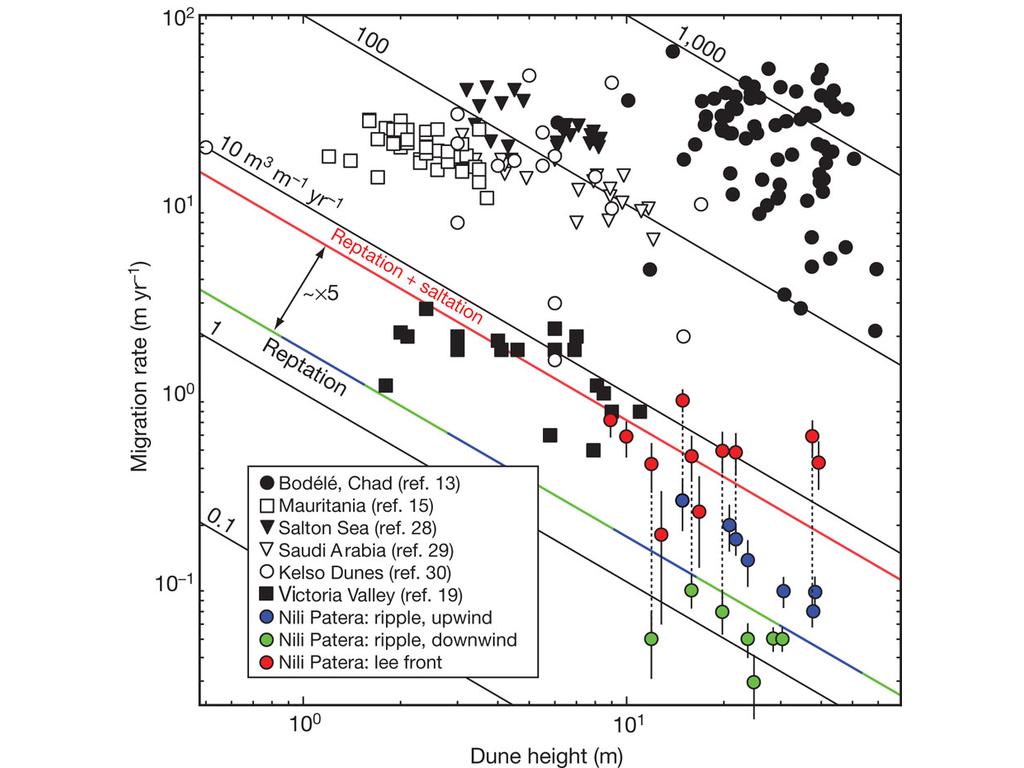 10²
100
1,000
10 m³ m⁻¹ yr⁻¹
10¹
Reptation + saltation
~×5
1
Reptation
10⁰
Migration rate (m yr⁻¹)
0.1
10⁻¹
Bodélé, Chad (ref. 13)
Mauritania (ref. 15)
Salton Sea (ref. 28)
Saudi Arabia (ref. 29)
Kelso Dunes (ref. 30)
Victoria Valley (ref. 19)
Nili Patera: ripple, upwind
Nili Patera: ripple, downwind
Nili Patera: lee front
10⁰
10¹
Dune height (m)